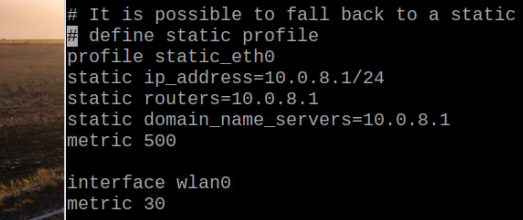 # It is possible to fall back to a static
# define static profile
profile static_eth0
static ip_address=10.0.8.1/24
static routers=10.0.8.1
static domain_name_servers=10.0.8.1
metric 500
interface wlan0
metric 30